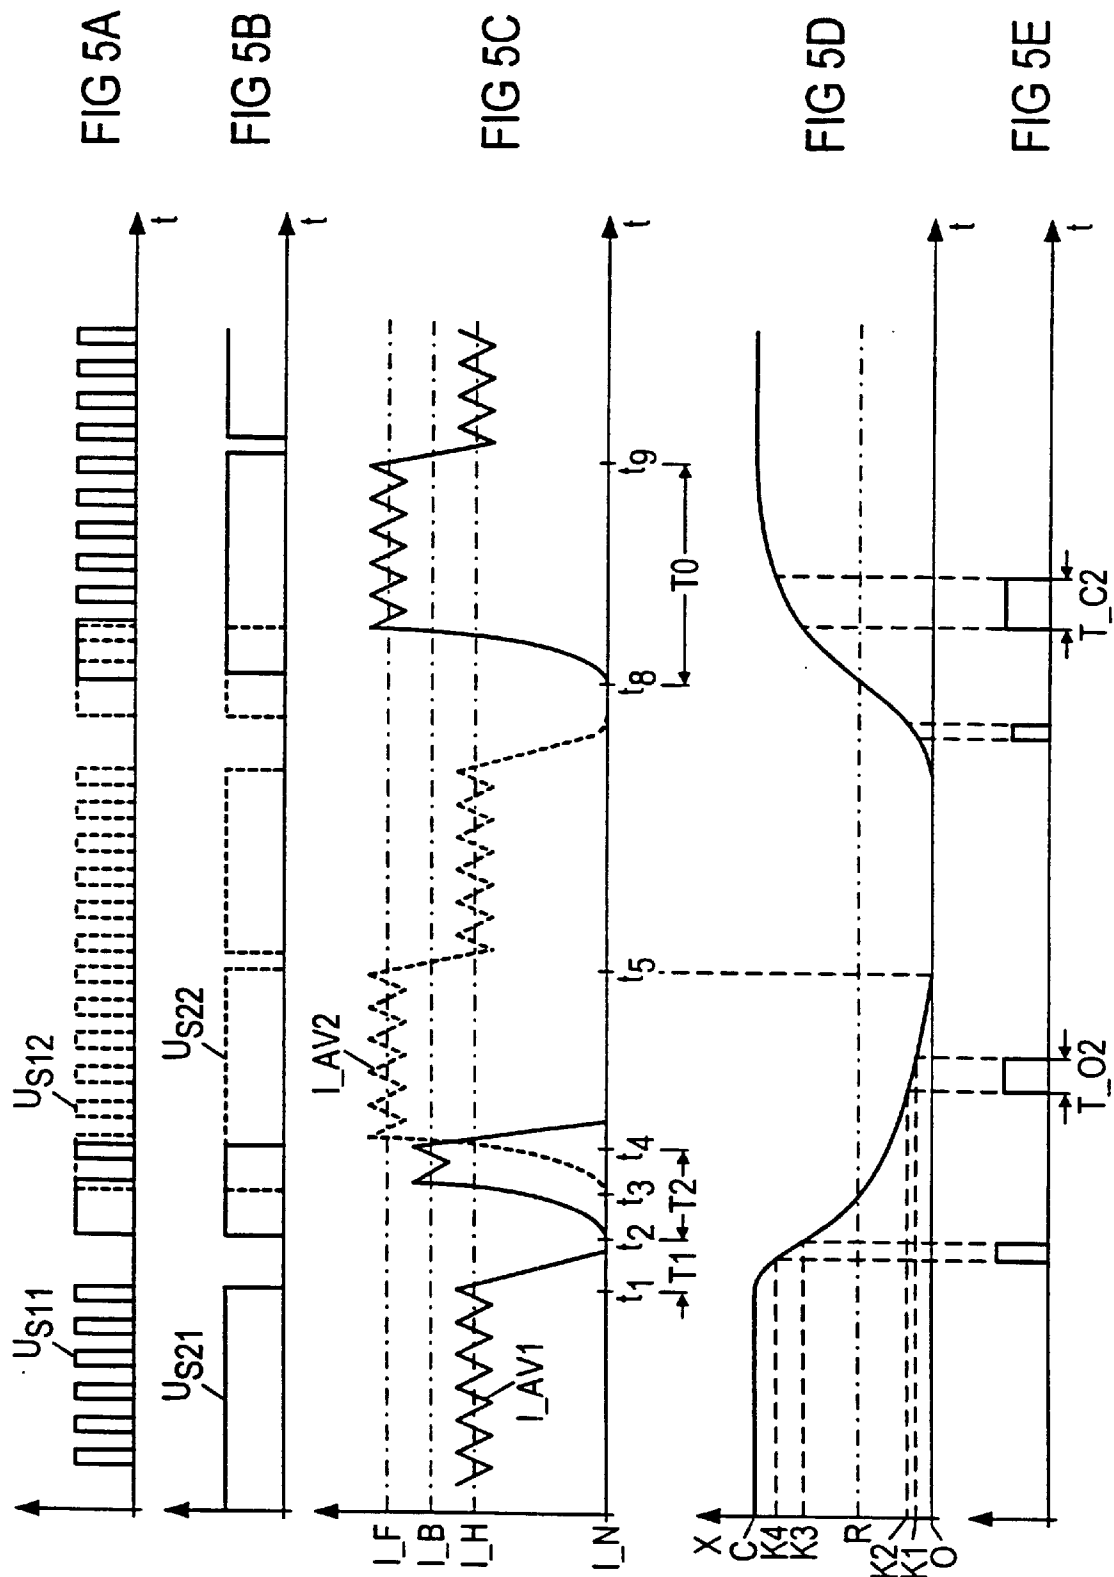 FIG 5A
U_S11
U_S12
t
FIG 5B
U_S21
U_S22
t
FIG 5C
I_F
I_B
I_H
I_N
I_AV1
I_AV2
t1
t2
t3
t4
t5
t8
t9
t
T1
T2
T0
FIG 5D
X
C
K4
K3
R
K2
K1
O
t
FIG 5E
T_O2
T_C2
t